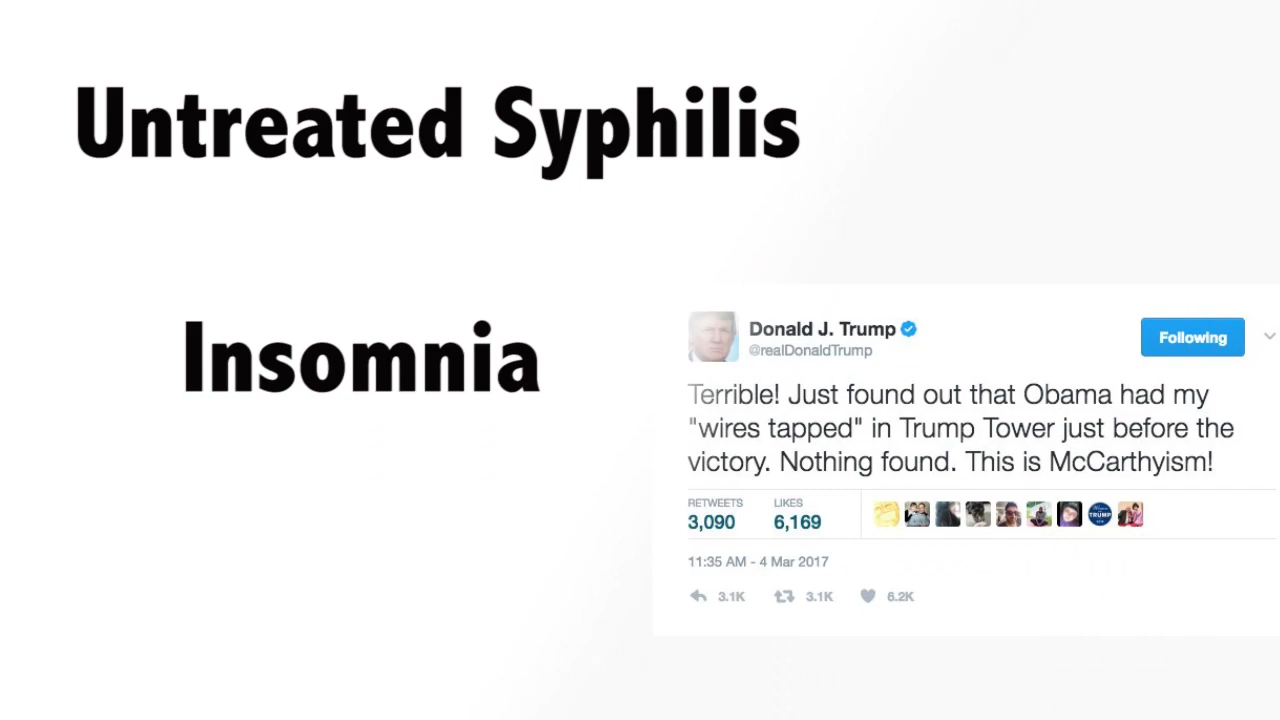 Untreated Syphilis
Insomnia
Donald J. Trump
@realDonaldTrump
Following
Terrible! Just found out that Obama had my
"wires tapped" in Trump Tower just before the
victory. Nothing found. This is McCarthyism!
RETWEETS LIKES
3,090 6,169
TRUMP
11:35 AM - 4 Mar 2017
3.1K 3.1K 6.2K